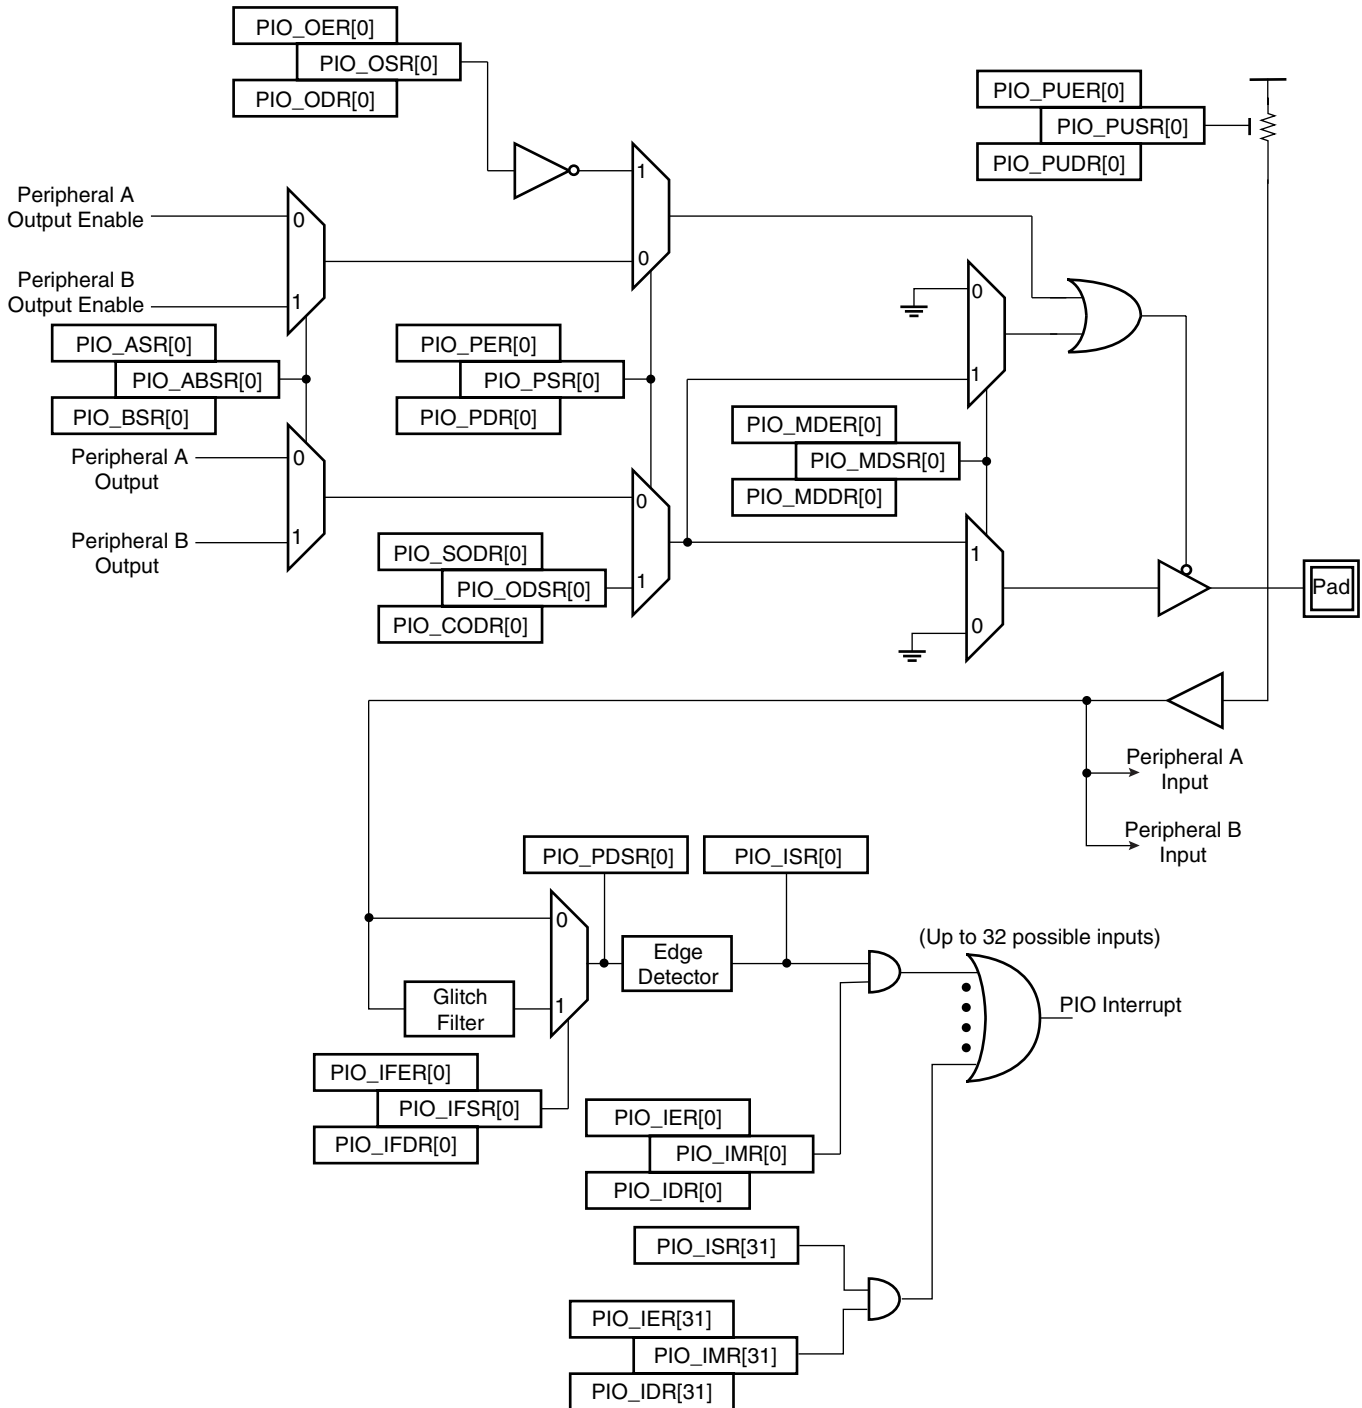 PIO_OER[0]
PIO_OSR[0]
PIO_ODR[0]
PIO_PUER[0]
PIO_PUSR[0]
PIO_PUDR[0]
1
0
Peripheral A
Output Enable
0
Peripheral B
Output Enable
1
0
1
PIO_ASR[0]
PIO_ABSR[0]
PIO_BSR[0]
PIO_PER[0]
PIO_PSR[0]
PIO_PDR[0]
PIO_MDER[0]
PIO_MDSR[0]
PIO_MDDR[0]
Peripheral A
Output
0
Peripheral B
Output
1
0
1
PIO_SODR[0]
PIO_ODSR[0]
PIO_CODR[0]
1
0
Pad
Peripheral A
Input
Peripheral B
Input
PIO_PDSR[0]
PIO_ISR[0]
0
1
Glitch
Filter
Edge
Detector
(Up to 32 possible inputs)
PIO Interrupt
PIO_IFER[0]
PIO_IFSR[0]
PIO_IFDR[0]
PIO_IER[0]
PIO_IMR[0]
PIO_IDR[0]
PIO_ISR[31]
PIO_IER[31]
PIO_IMR[31]
PIO_IDR[31]